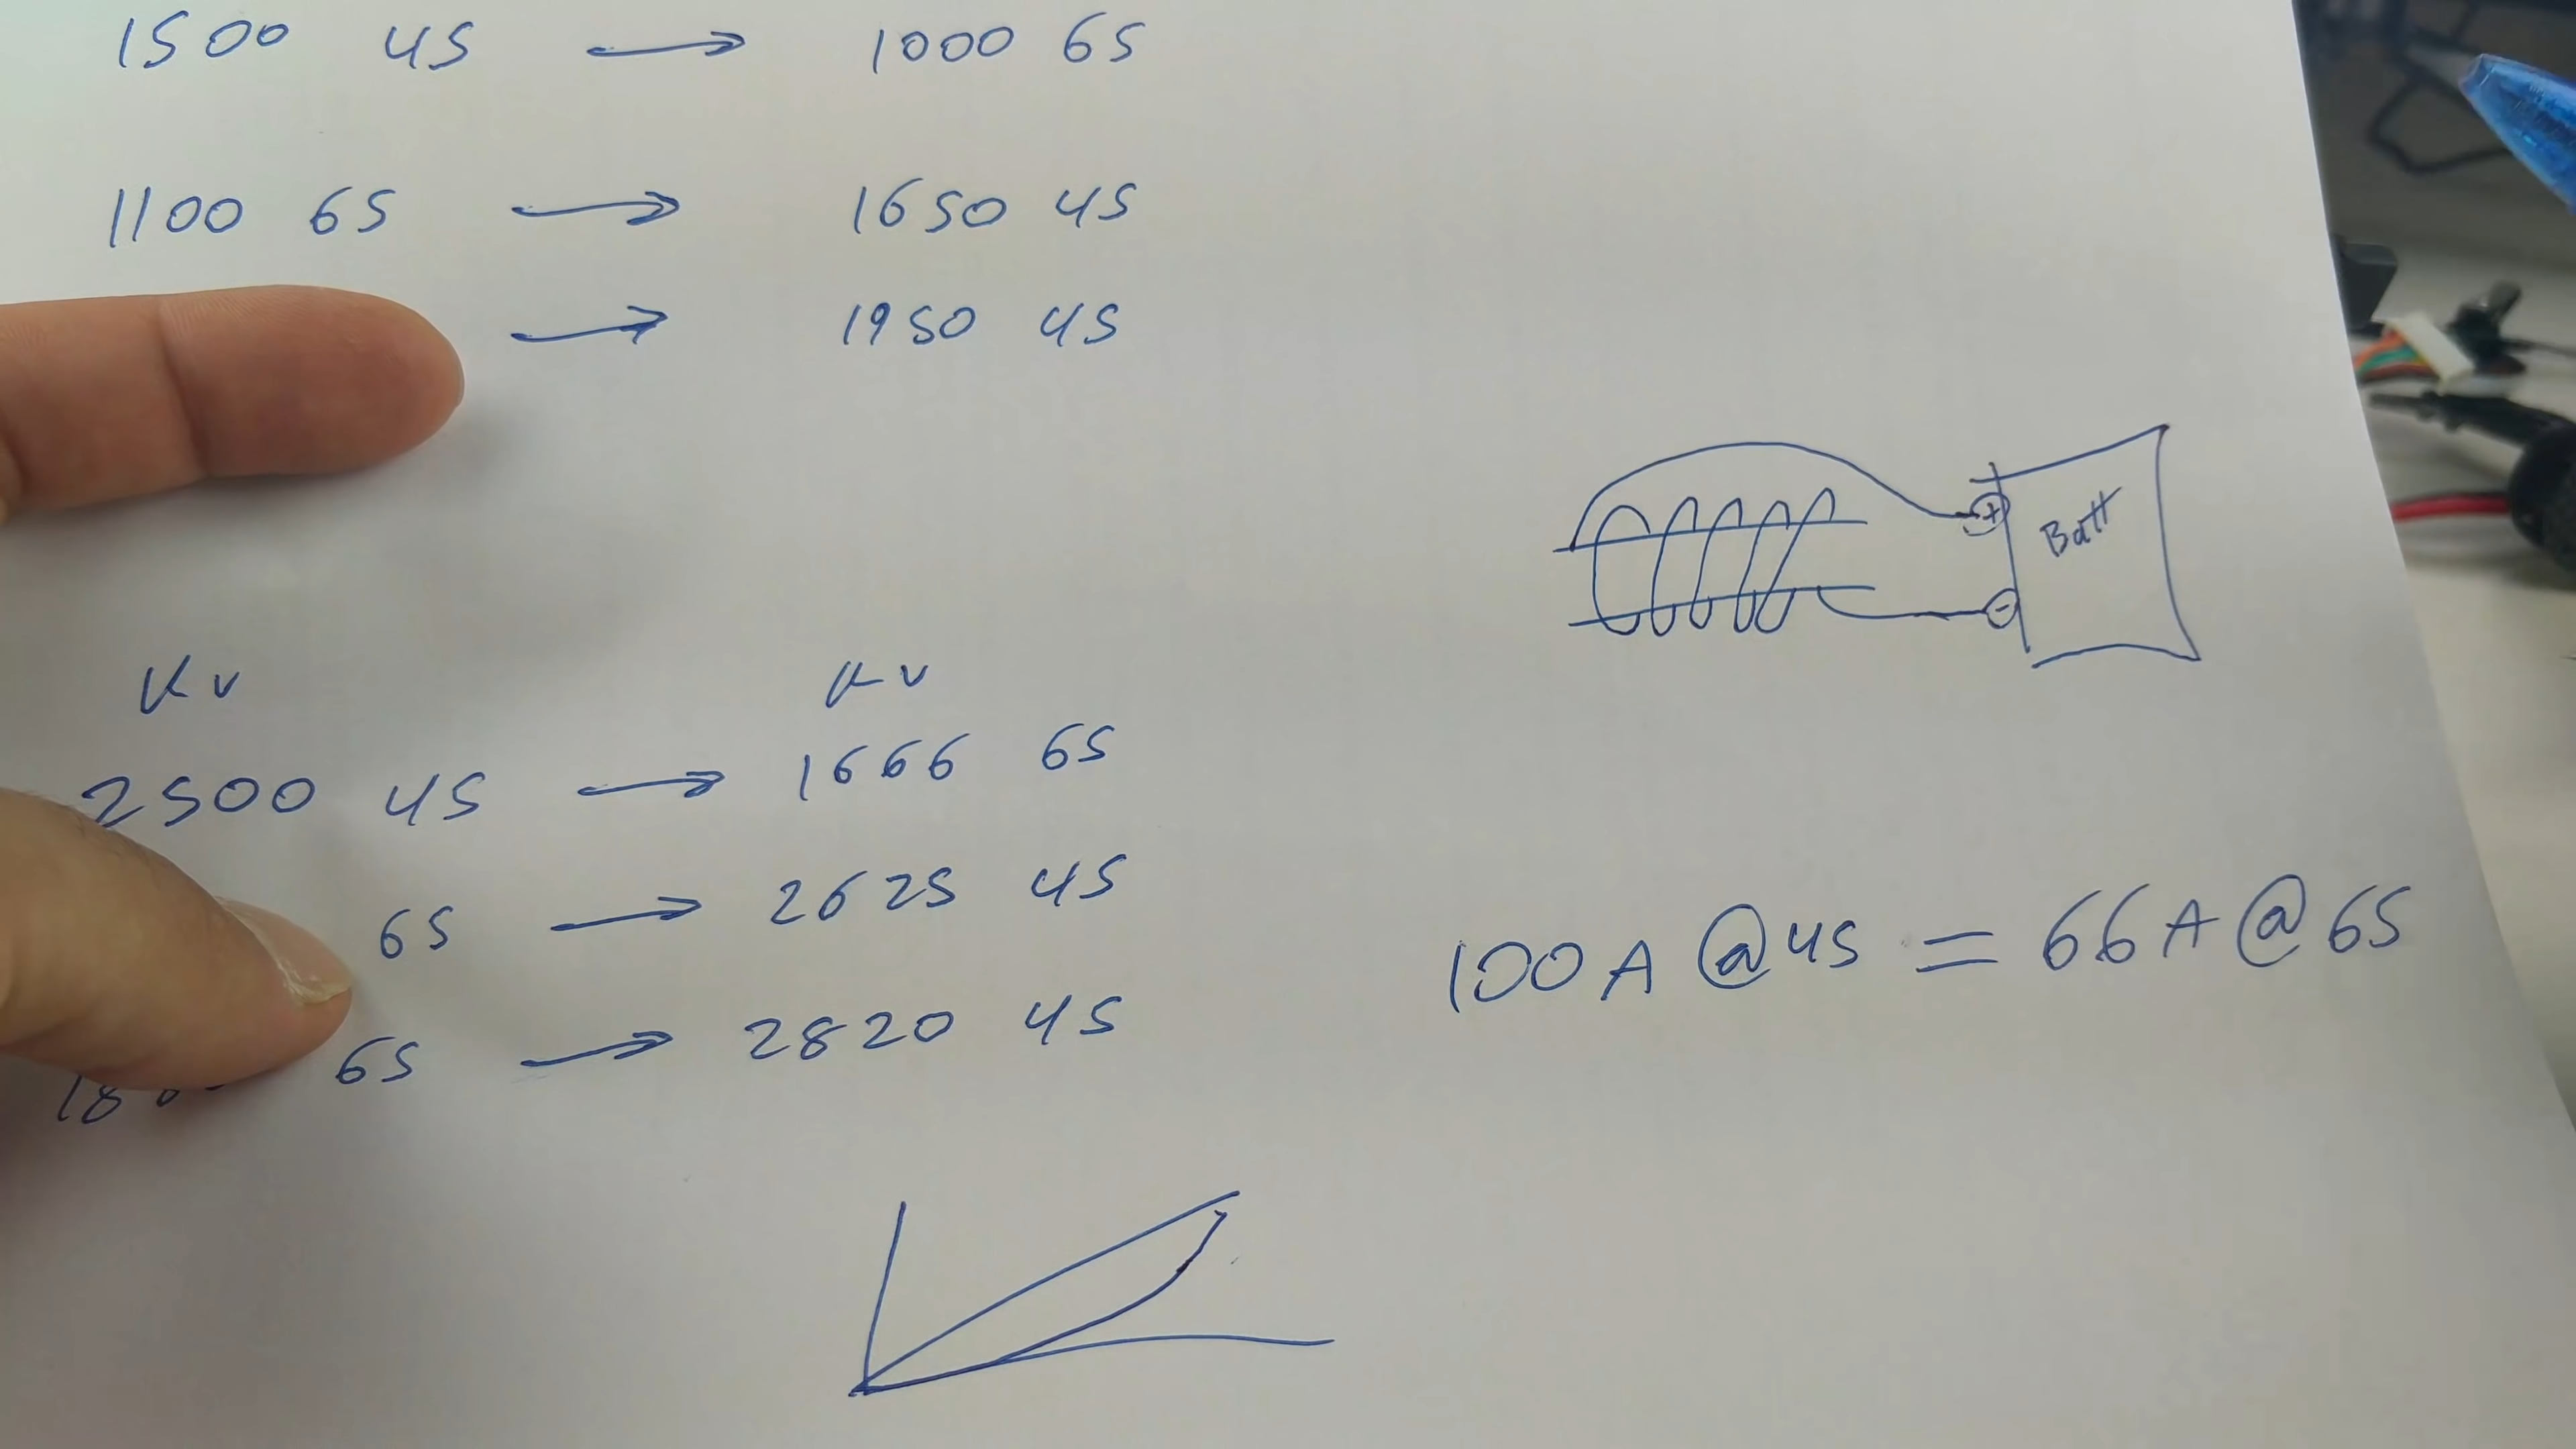 1500 4S → 1000 6S
1100 6S → 1650 4S
→ 1950 4S
Kv Kv
2500 4S → 1666 6S
6S → 2625 4S
6S → 2820 4S
Batt
+
-
100A @4S = 66A @ 6S